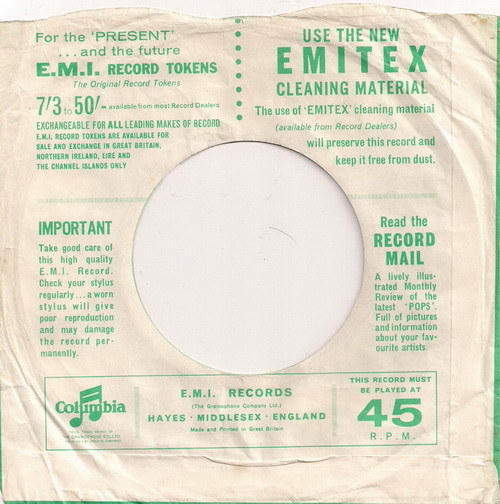 For the 'PRESENT'
...and the future
E.M.I. RECORD TOKENS
The Original Record Tokens
7/3 to 50/- available from most Record Dealers
EXCHANGEABLE FOR ALL LEADING MAKES OF RECORD
E.M.I. RECORD TOKENS ARE AVAILABLE FOR
SALE AND EXCHANGE IN GREAT BRITAIN,
NORTHERN IRELAND, EIRE AND
THE CHANNEL ISLANDS ONLY
USE THE NEW
EMITEX
CLEANING MATERIAL
The use of 'EMITEX' cleaning material
(available from Record Dealers)
will preserve this record and
keep it free from dust.
IMPORTANT
Take good care of
this high quality
E.M.I. Record.
Check your stylus
regularly...a worn
stylus will give
poor reproduction
and may damage
the record per-
manently.
Read the
RECORD
MAIL
A lively illus-
trated Monthly
Review of the
latest 'POPS'.
Full of pictures
and information
about your fav-
ourite artists.
Columbia
E.M.I. RECORDS
(The Gramophone Company Ltd.)
HAYES · MIDDLESEX · ENGLAND
Made and Printed in Great Britain
THIS RECORD MUST
BE PLAYED AT
45
R.P.M.